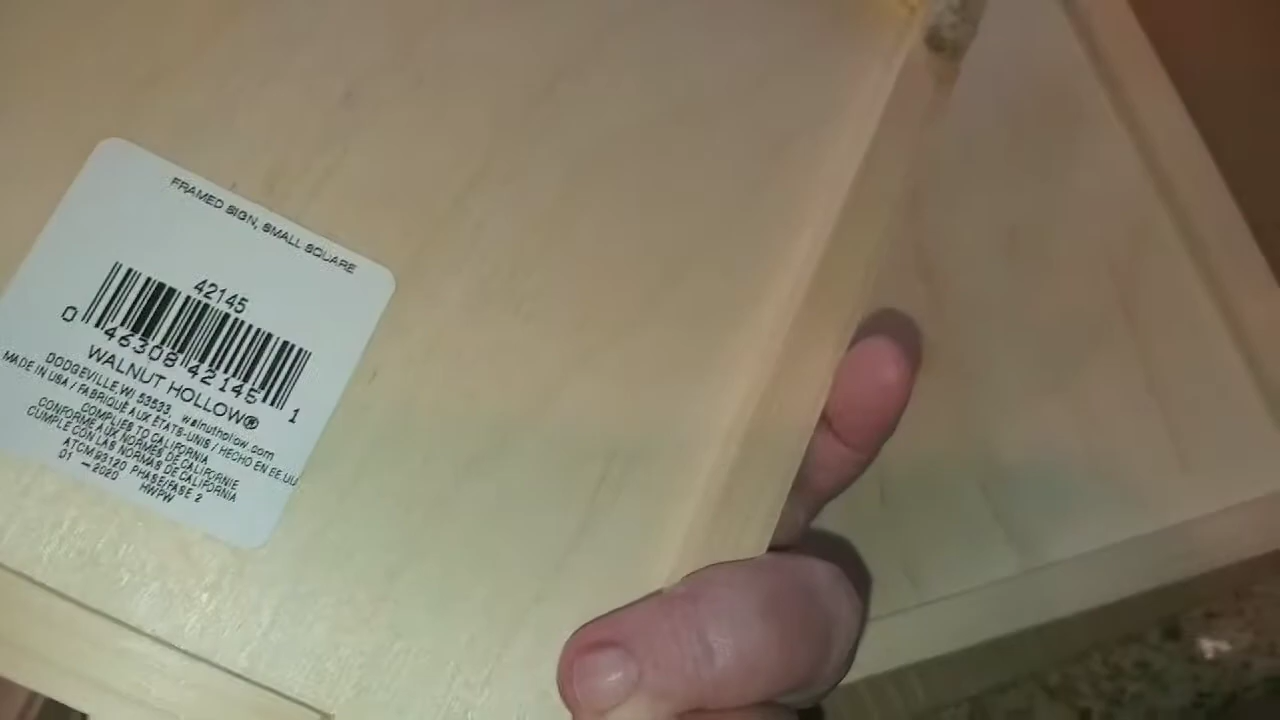 FRAMED SIGN, SMALL SQUARE
42145
0 46308 42145 1
WALNUT HOLLOW®
DODGEVILLE, WI 53533, walnuthollow.com
MADE IN USA / FABRIQUÉ AUX ÉTATS-UNIS / HECHO EN EE.UU
COMPLIES TO CALIFORNIA
CONFORME AUX NORMES DE CALIFORNIE
CUMPLE CON LAS NORMAS DE CALIFORNIA
ATCM 93120 PHASE/FASE 2
01 - 2020 HWPW